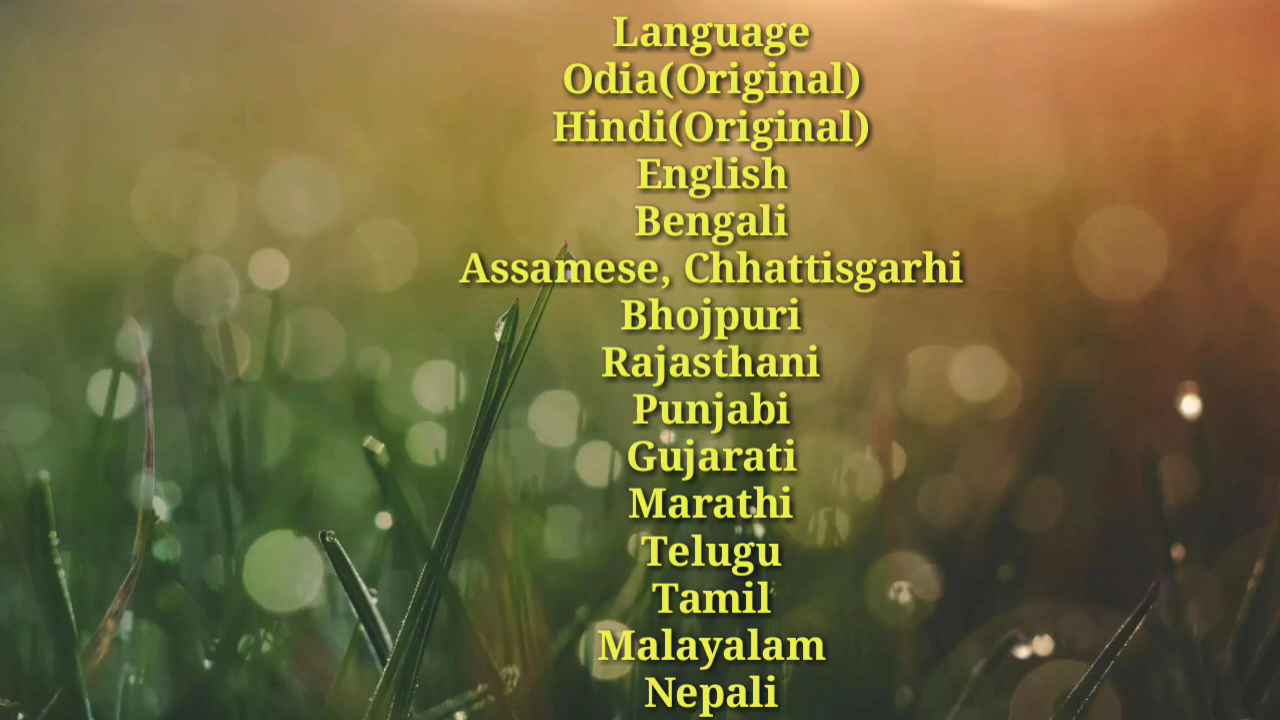 Language
Odia(Original)
Hindi(Original)
English
Bengali
Assamese, Chhattisgarhi
Bhojpuri
Rajasthani
Punjabi
Gujarati
Marathi
Telugu
Tamil
Malayalam
Nepali